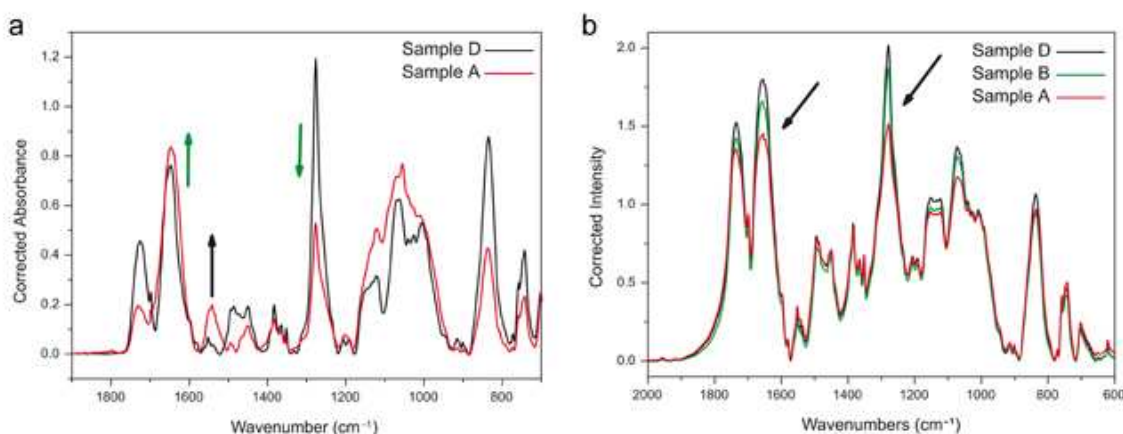 a
Sample D
Sample A
1.2
1.0
0.8
0.6
0.4
0.2
0.0
Corrected Absorbance
1800 1600 1400 1200 1000 800
Wavenumber (cm⁻¹)
b
Sample D
Sample B
Sample A
2.0
1.5
1.0
0.5
0.0
Corrected Intensity
2000 1800 1600 1400 1200 1000 800 600
Wavenumbers (cm⁻¹)